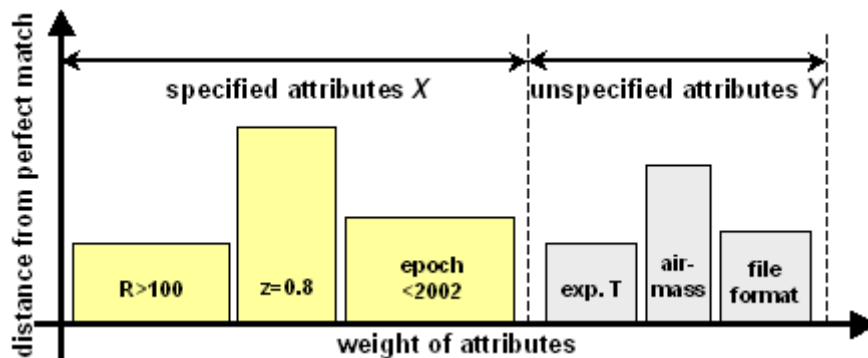 distance from perfect match
specified attributes X
unspecified attributes Y
R>100
z=0.8
epoch
<2002
exp. T
air-
mass
file
format
weight of attributes